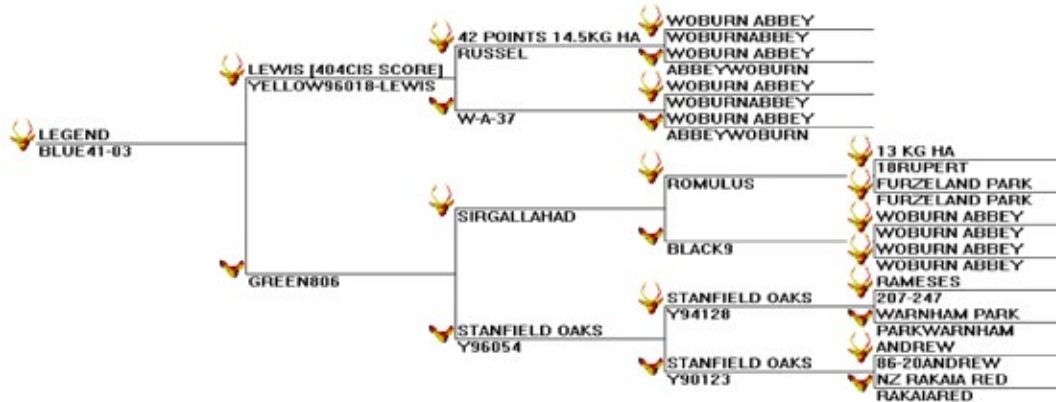 LEGEND
BLUE41-03
LEWIS [404CIS SCORE]
YELLOW96018-LEWIS
GREEN806
42 POINTS 14.5KG HA
RUSSEL
W-A-37
SIRGALLAHAD
STANFIELD OAKS
Y96054
WOBURN ABBEY
WOBURNABBEY
WOBURN ABBEY
ABBEYWOBURN
WOBURN ABBEY
WOBURNABBEY
WOBURN ABBEY
ABBEYWOBURN
ROMULUS
BLACK9
STANFIELD OAKS
Y94128
STANFIELD OAKS
Y90123
13 KG HA
18RUPERT
FURZELAND PARK
FURZELAND PARK
WOBURN ABBEY
WOBURN ABBEY
WOBURN ABBEY
WOBURN ABBEY
RAMESES
207-247
WARNHAM PARK
PARKWARNHAM
ANDREW
86-20ANDREW
NZ RAKAIA RED
RAKAIARED